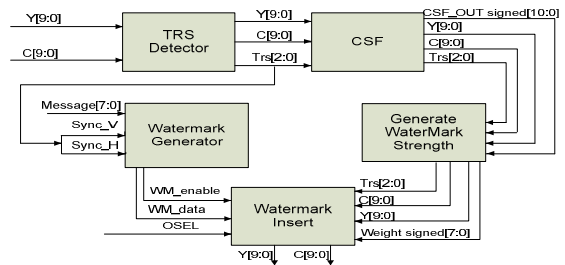 Y[9:0]
C[9:0]
TRS
Detector
Y[9:0]
C[9:0]
Trs[2:0]
CSF
CSF_OUT signed[10:0]
Y[9:0]
C[9:0]
Trs[2:0]
Message[7:0]
Sync_V
Sync_H
Watermark
Generator
Generate
WaterMark
Strength
WM_enable
WM_data
OSEL
Watermark
Insert
Trs[2:0]
C[9:0]
Y[9:0]
Weight signed[7:0]
Y[9:0]
C[9:0]